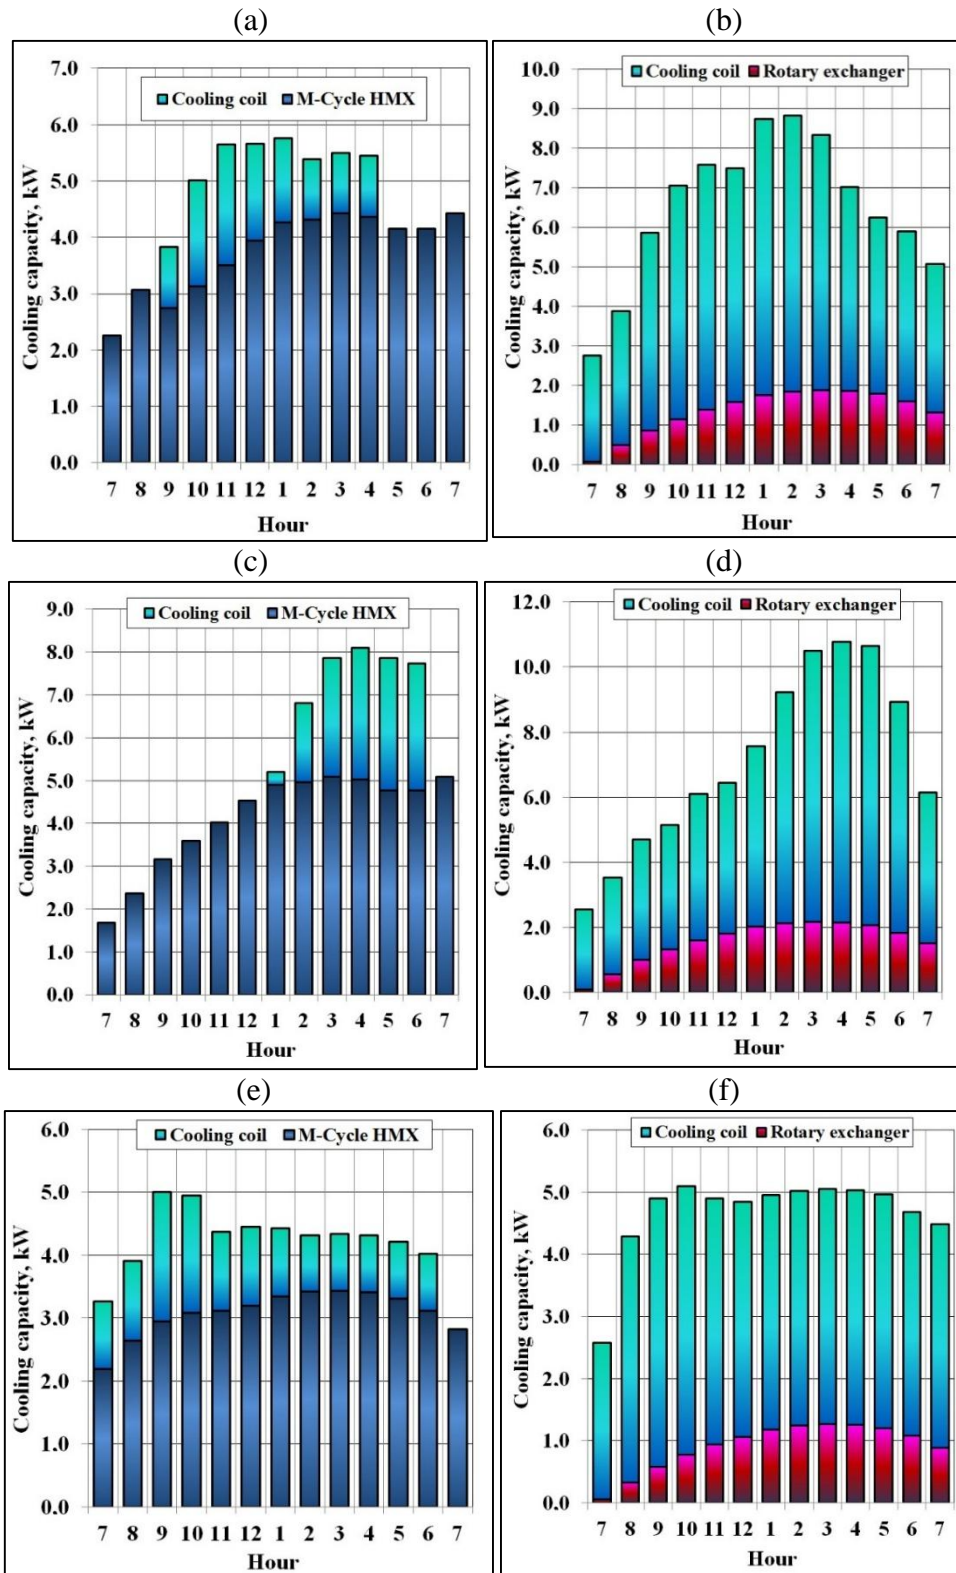 (a)
Cooling coil M-Cycle HMX
Cooling capacity, kW
7.0
6.0
5.0
4.0
3.0
2.0
1.0
0.0
7 8 9 10 11 12 1 2 3 4 5 6 7
Hour
(b)
Cooling coil Rotary exchanger
Cooling capacity, kW
10.0
9.0
8.0
7.0
6.0
5.0
4.0
3.0
2.0
1.0
0.0
7 8 9 10 11 12 1 2 3 4 5 6 7
Hour
(c)
Cooling coil M-Cycle HMX
Cooling capacity, kW
9.0
8.0
7.0
6.0
5.0
4.0
3.0
2.0
1.0
0.0
7 8 9 10 11 12 1 2 3 4 5 6 7
Hour
(d)
Cooling coil Rotary exchanger
Cooling capacity, kW
12.0
10.0
8.0
6.0
4.0
2.0
0.0
7 8 9 10 11 12 1 2 3 4 5 6 7
Hour
(e)
Cooling coil M-Cycle HMX
Cooling capacity, kW
6.0
5.0
4.0
3.0
2.0
1.0
0.0
7 8 9 10 11 12 1 2 3 4 5 6 7
Hour
(f)
Cooling coil Rotary exchanger
Cooling capacity, kW
6.0
5.0
4.0
3.0
2.0
1.0
0.0
7 8 9 10 11 12 1 2 3 4 5 6 7
Hour